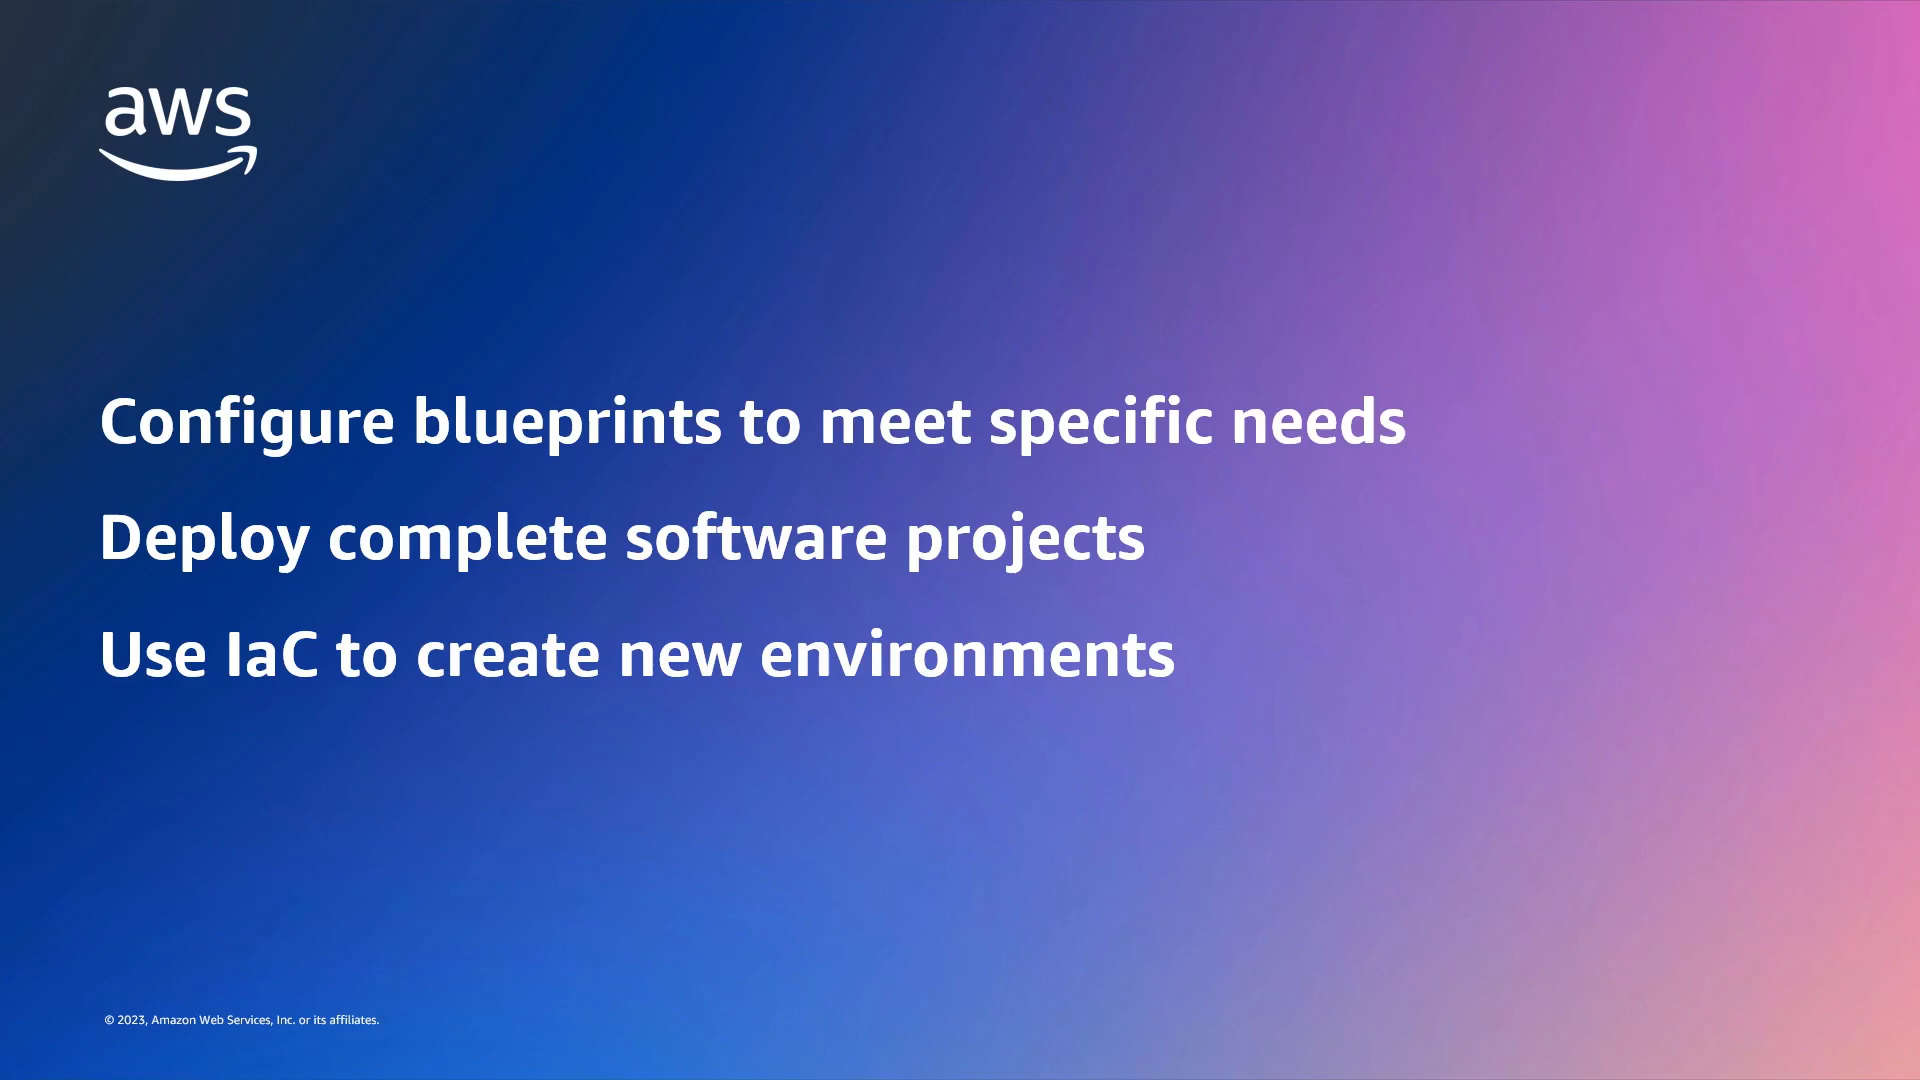 aws
Configure blueprints to meet specific needs
Deploy complete software projects
Use IaC to create new environments
© 2023, Amazon Web Services, Inc. or its affiliates.